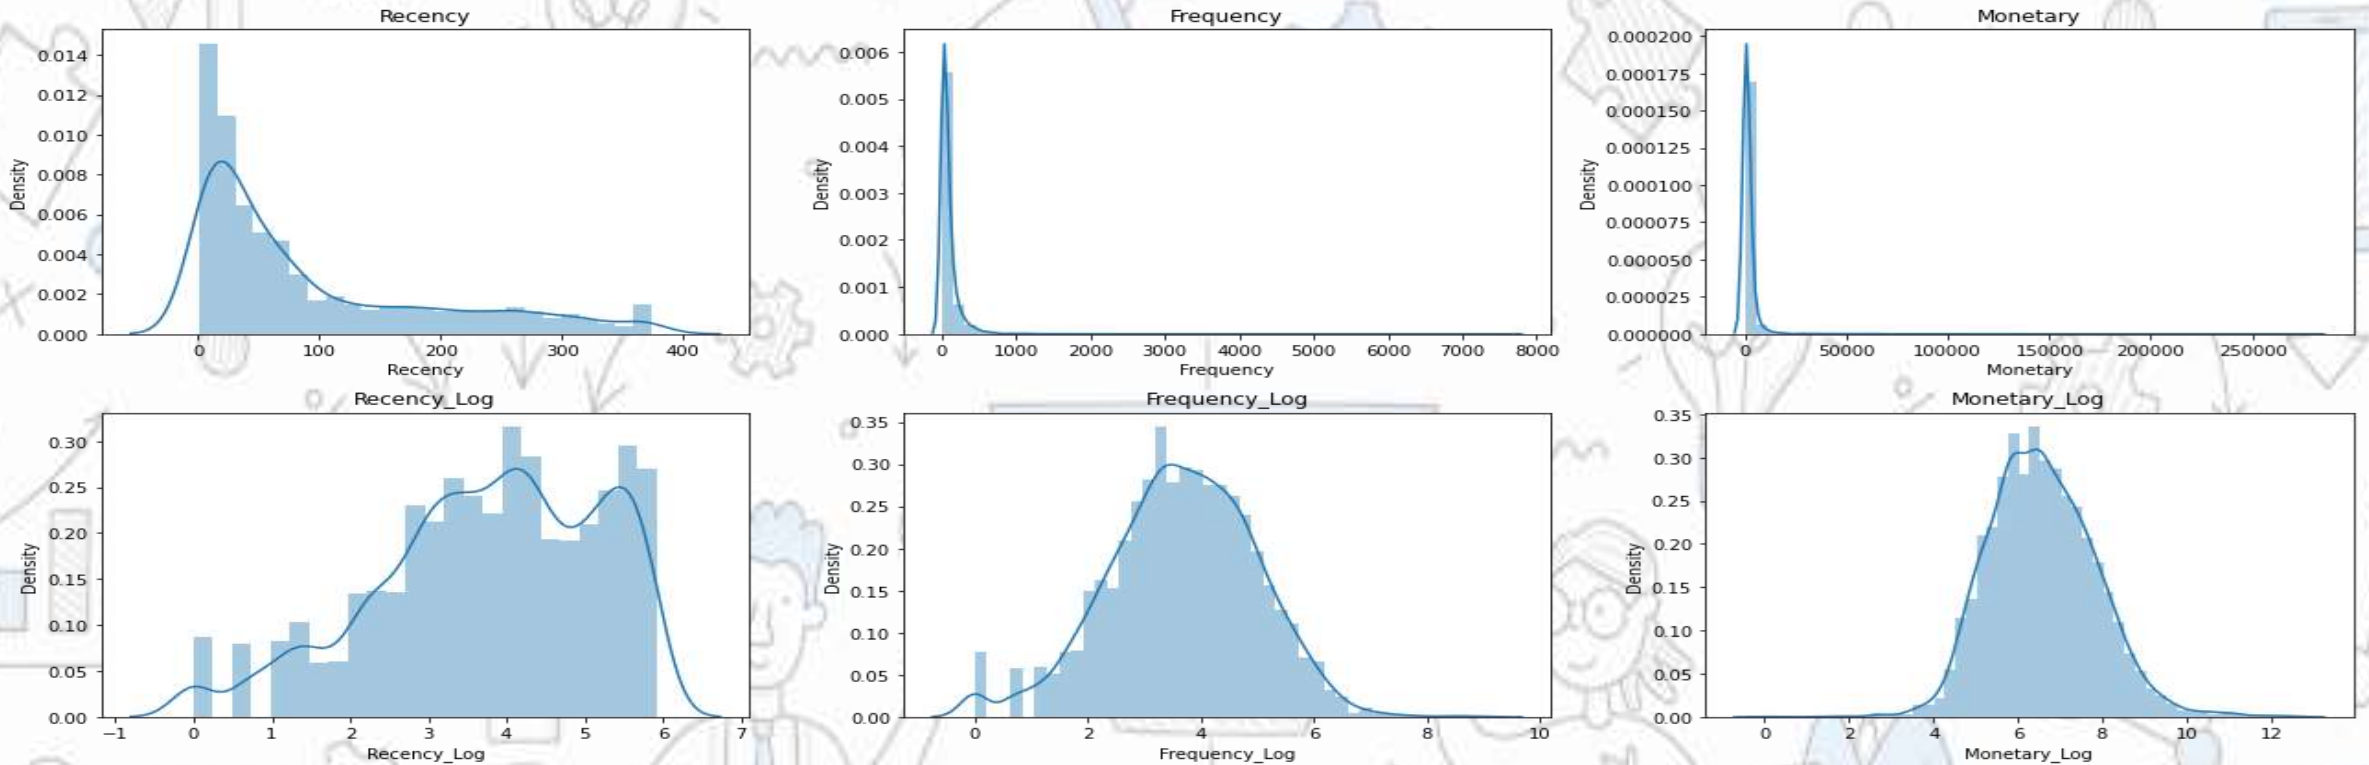 Recency
0.014
0.012
0.010
0.008
0.006
0.004
0.002
0.000
Density
0 100 200 300 400
Recency
Frequency
0.006
0.005
0.004
0.003
0.002
0.001
0.000
Density
0 1000 2000 3000 4000 5000 6000 7000 8000
Frequency
Monetary
0.000200
0.000175
0.000150
0.000125
0.000100
0.000075
0.000050
0.000025
0.000000
Density
0 50000 100000 150000 200000 250000
Monetary
Recency_Log
0.30
0.25
0.20
0.15
0.10
0.05
0.00
Density
−1 0 1 2 3 4 5 6 7
Recency_Log
Frequency_Log
0.35
0.30
0.25
0.20
0.15
0.10
0.05
0.00
Density
0 2 4 6 8 10
Frequency_Log
Monetary_Log
0.35
0.30
0.25
0.20
0.15
0.10
0.05
0.00
Density
0 2 4 6 8 10 12
Monetary_Log